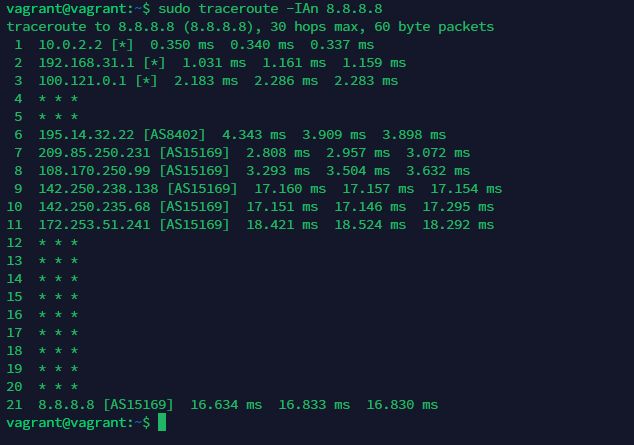 vagrant@vagrant:~$ sudo traceroute -IAn 8.8.8.8
traceroute to 8.8.8.8 (8.8.8.8), 30 hops max, 60 byte packets
 1  10.0.2.2 [*]  0.350 ms  0.340 ms  0.337 ms
 2  192.168.31.1 [*]  1.031 ms  1.161 ms  1.159 ms
 3  100.121.0.1 [*]  2.183 ms  2.286 ms  2.283 ms
 4  * * *
 5  * * *
 6  195.14.32.22 [AS8402]  4.343 ms  3.909 ms  3.898 ms
 7  209.85.250.231 [AS15169]  2.808 ms  2.957 ms  3.072 ms
 8  108.170.250.99 [AS15169]  3.293 ms  3.504 ms  3.632 ms
 9  142.250.238.138 [AS15169]  17.160 ms  17.157 ms  17.154 ms
10  142.250.235.68 [AS15169]  17.151 ms  17.146 ms  17.295 ms
11  172.253.51.241 [AS15169]  18.421 ms  18.524 ms  18.292 ms
12  * * *
13  * * *
14  * * *
15  * * *
16  * * *
17  * * *
18  * * *
19  * * *
20  * * *
21  8.8.8.8 [AS15169]  16.634 ms  16.833 ms  16.830 ms
vagrant@vagrant:~$